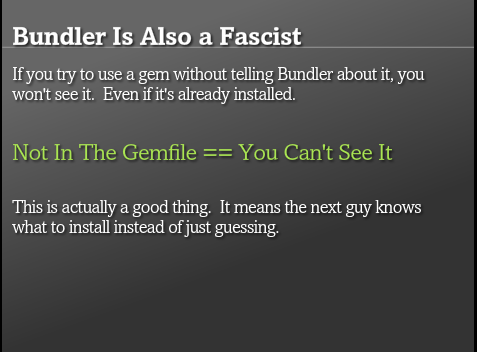 Bundler Is Also a Fascist
If you try to use a gem without telling Bundler about it, you
won't see it.  Even if it's already installed.
Not In The Gemfile == You Can't See It
This is actually a good thing.  It means the next guy knows
what to install instead of just guessing.